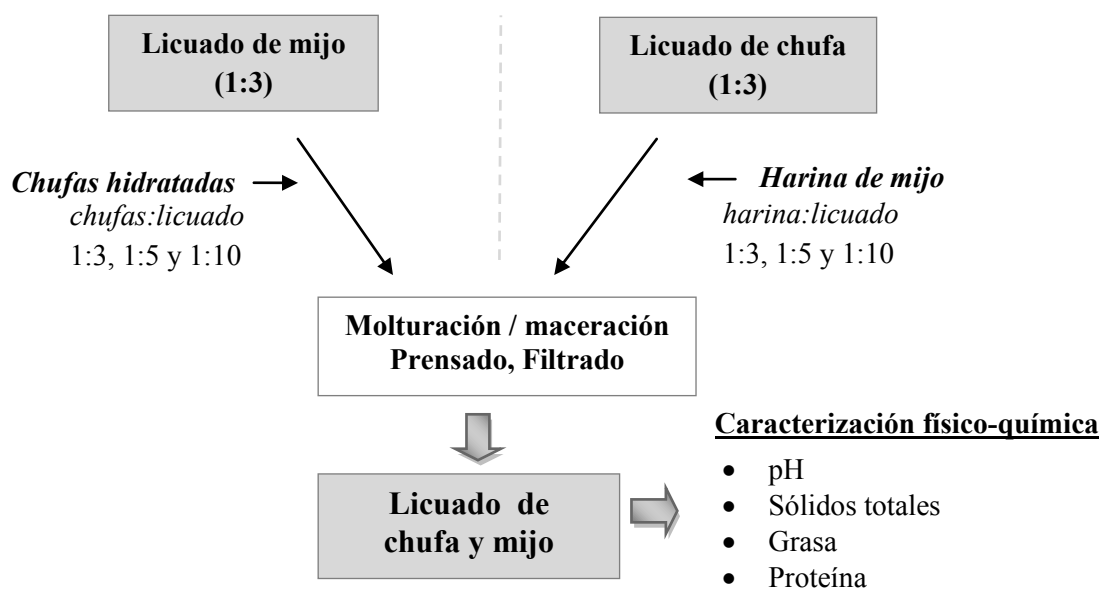 Licuado de mijo
(1:3)
Licuado de chufa
(1:3)
Chufas hidratadas
chufas:licuado
1:3, 1:5 y 1:10
Harina de mijo
harina:licuado
1:3, 1:5 y 1:10
Molturación / maceración
Prensado, Filtrado
Licuado de
chufa y mijo
Caracterización físico-química
• pH
• Sólidos totales
• Grasa
• Proteína